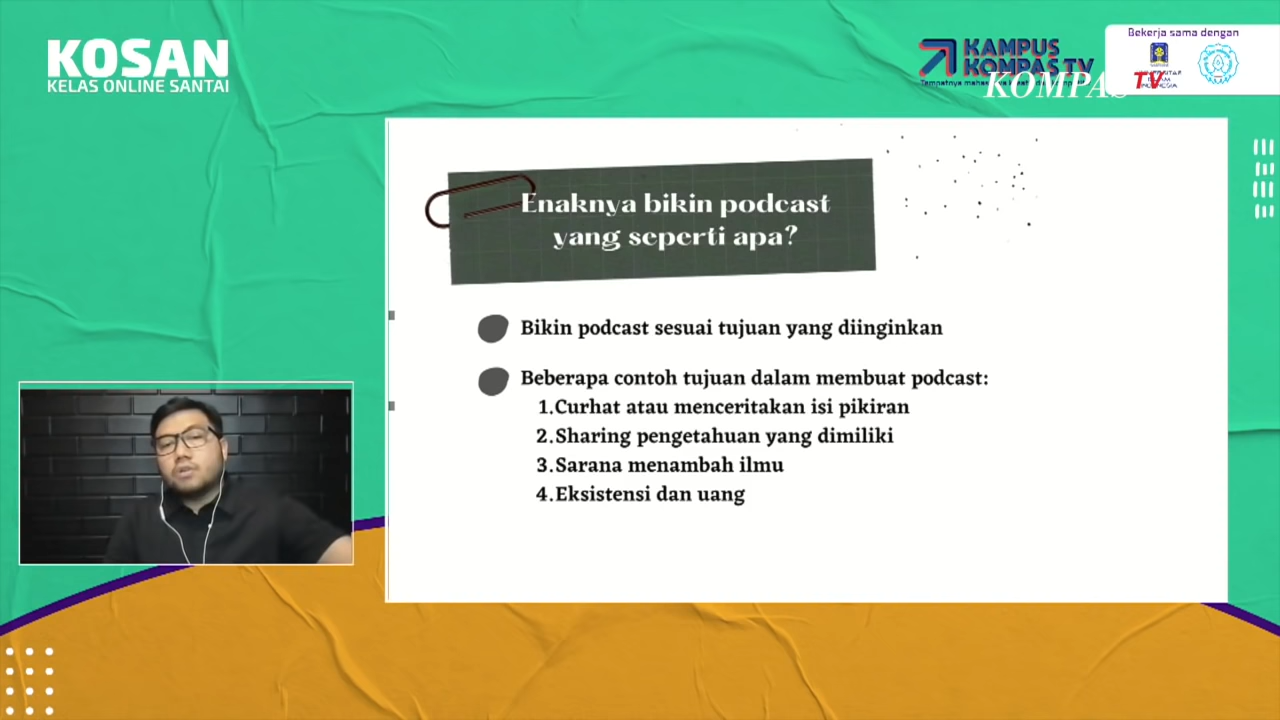 KOSAN
KELAS ONLINE SANTAI
KAMPUS
KOMPAS TV
KOMPAS TV
Bekerja sama dengan
Enaknya bikin podcast
yang seperti apa?
Bikin podcast sesuai tujuan yang diinginkan
Beberapa contoh tujuan dalam membuat podcast:
1.Curhat atau menceritakan isi pikiran
2.Sharing pengetahuan yang dimiliki
3.Sarana menambah ilmu
4.Eksistensi dan uang